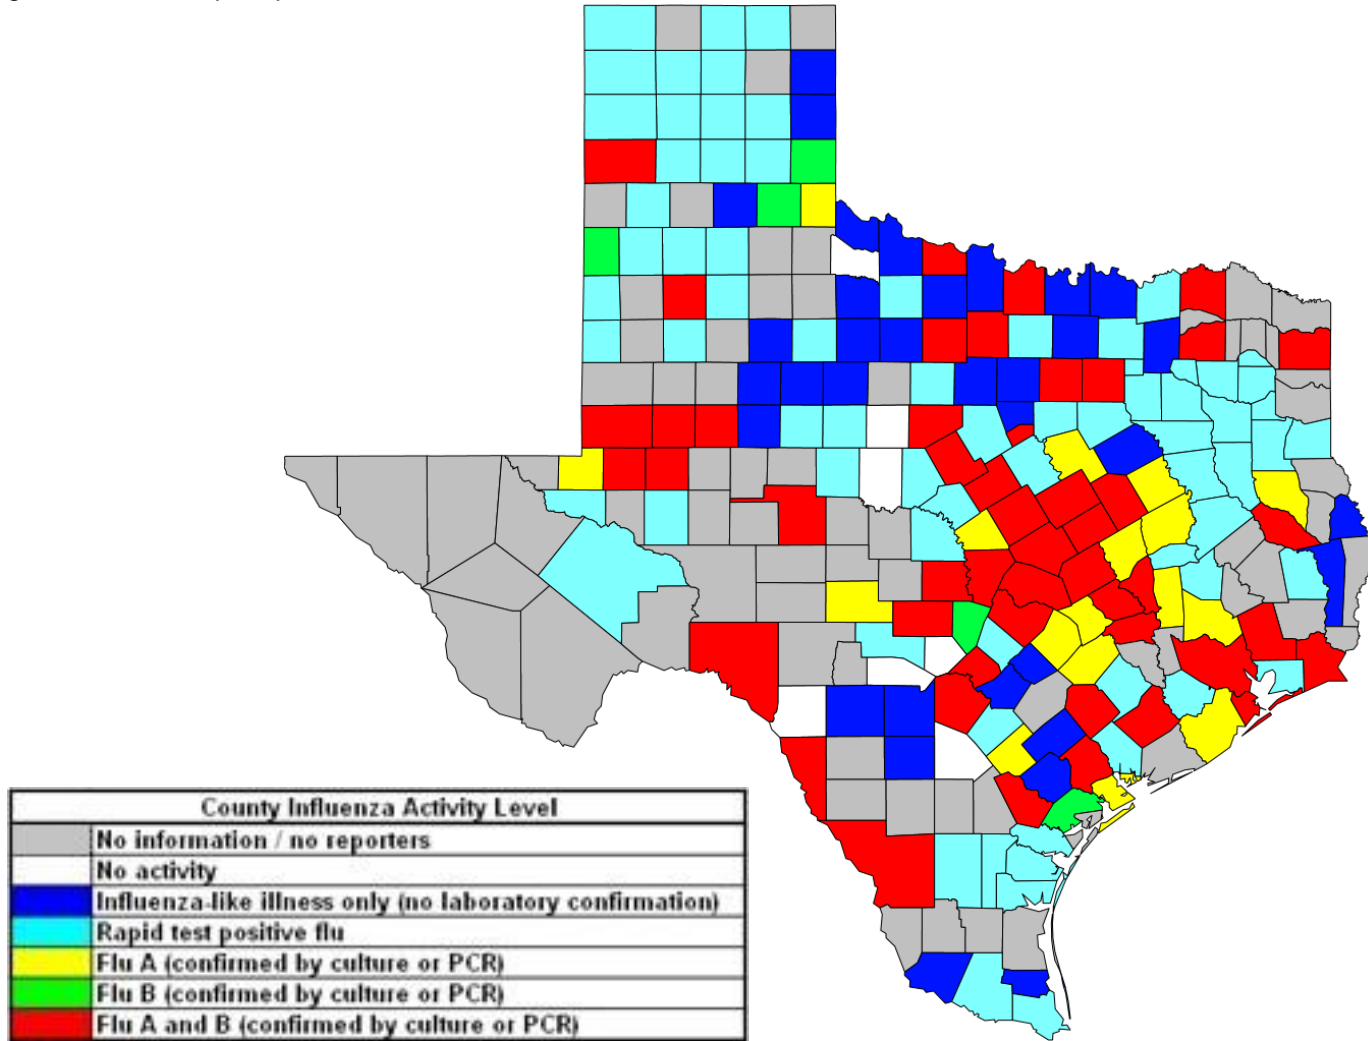 County Influenza Activity Level
No information / no reporters
No activity
Influenza-like illness only (no laboratory confirmation)
Rapid test positive flu
Flu A (confirmed by culture or PCR)
Flu B (confirmed by culture or PCR)
Flu A and B (confirmed by culture or PCR)